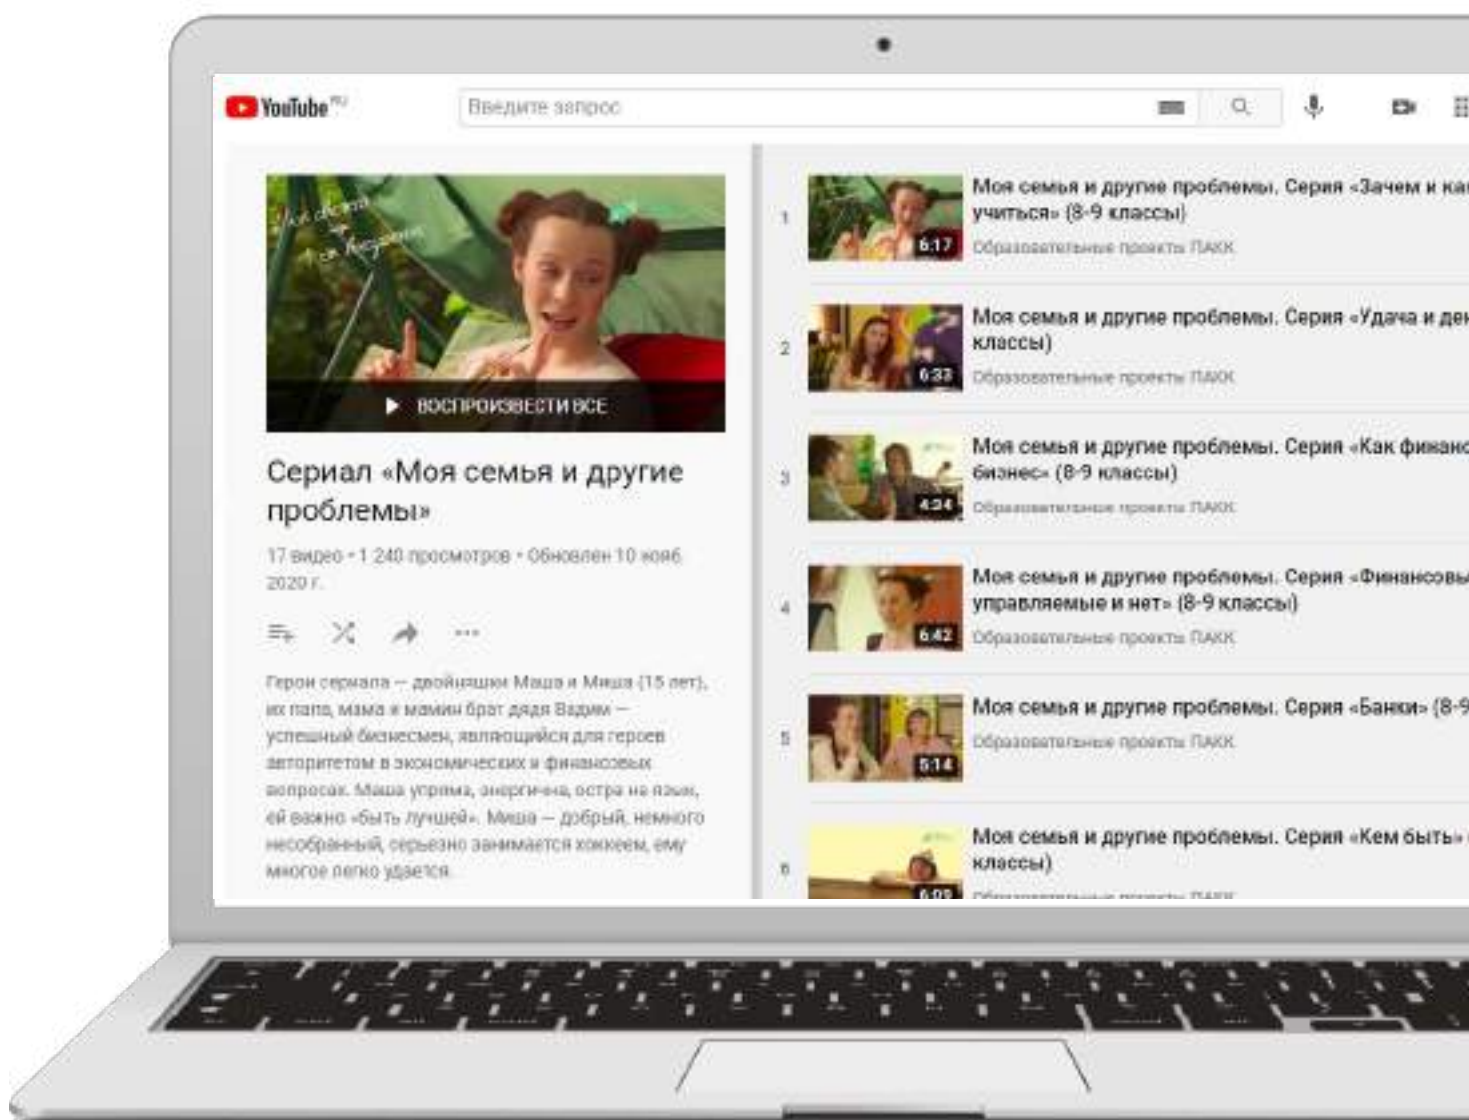 YouTube RU
Введите запрос
ВОСПРОИЗВЕСТИ ВСЕ
Сериал «Моя семья и другие
проблемы»
17 видео • 1 240 просмотров • Обновлен 10 нояб.
2020 г.
Герои сериала — двойняшки Маша и Миша (15 лет),
их папа, мама и мамин брат дядя Вадим —
успешный бизнесмен, являющийся для героев
авторитетом в экономических и финансовых
вопросах. Маша упряма, энергична, остра на язык,
ей важно «быть лучшей». Миша — добрый, немного
несобранный, серьезно занимается хоккеем, ему
многое легко удается.
1
6:17
Моя семья и другие проблемы. Серия «Зачем и как
учиться» (8-9 классы)
Образовательные проекты ПАКК
2
6:33
Моя семья и другие проблемы. Серия «Удача и ден
классы)
Образовательные проекты ПАКК
3
4:34
Моя семья и другие проблемы. Серия «Как финанс
бизнес» (8-9 классы)
Образовательные проекты ПАКК
4
6:42
Моя семья и другие проблемы. Серия «Финансовы
управляемые и нет» (8-9 классы)
Образовательные проекты ПАКК
5
5:14
Моя семья и другие проблемы. Серия «Банки» (8-9
Образовательные проекты ПАКК
6
Моя семья и другие проблемы. Серия «Кем быть»
классы)
Образовательные проекты ПАКК